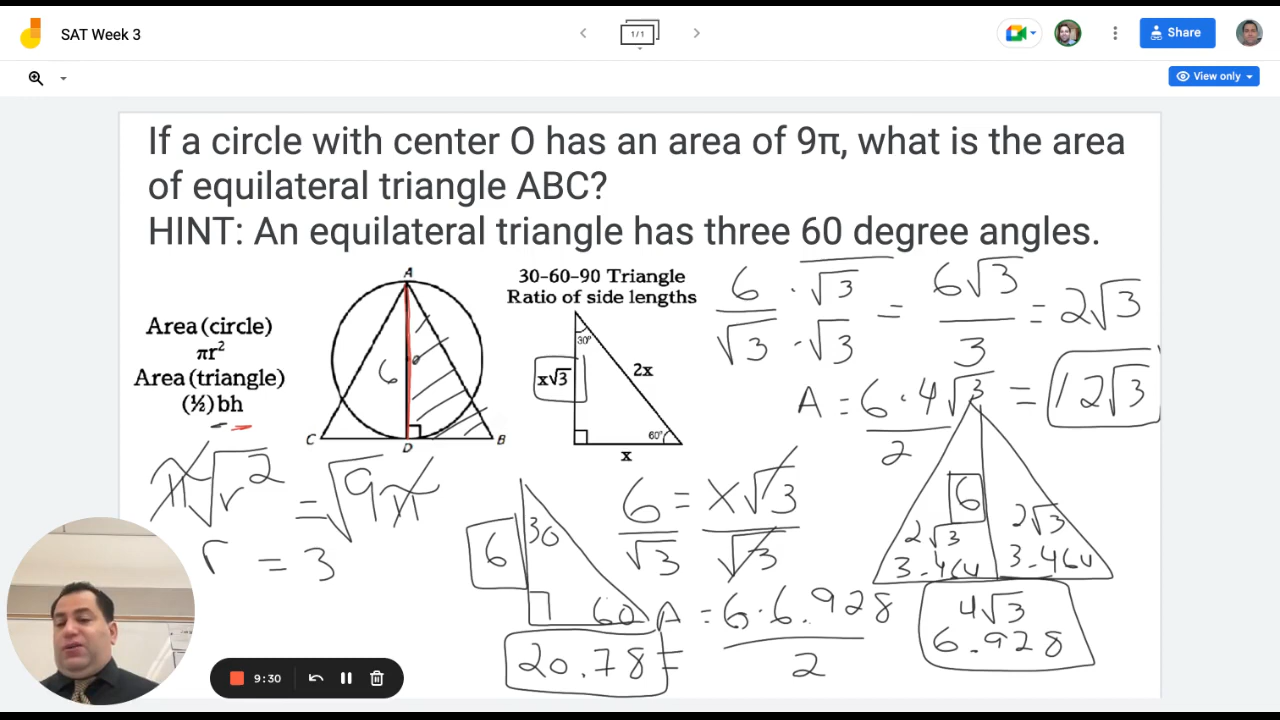 SAT Week 3
1/1
Share
View only
If a circle with center O has an area of 9π, what is the area
of equilateral triangle ABC?
HINT: An equilateral triangle has three 60 degree angles.
Area (circle)
πr²
Area (triangle)
(½) bh
A
6
C
D
B
30-60-90 Triangle
Ratio of side lengths
30°
x√3
2x
60°
x
6/√3 · √3/√3 = 6√3/3 = 2√3
A = 6·4√3/2 = 12√3
π√r² = √9π
r = 3
6
30
60
6/√3 = x√3/√3
A = 6·6.928/2
20.78 =
6
2√3
3.464
2√3
3.464
4√3
6.928
9:30